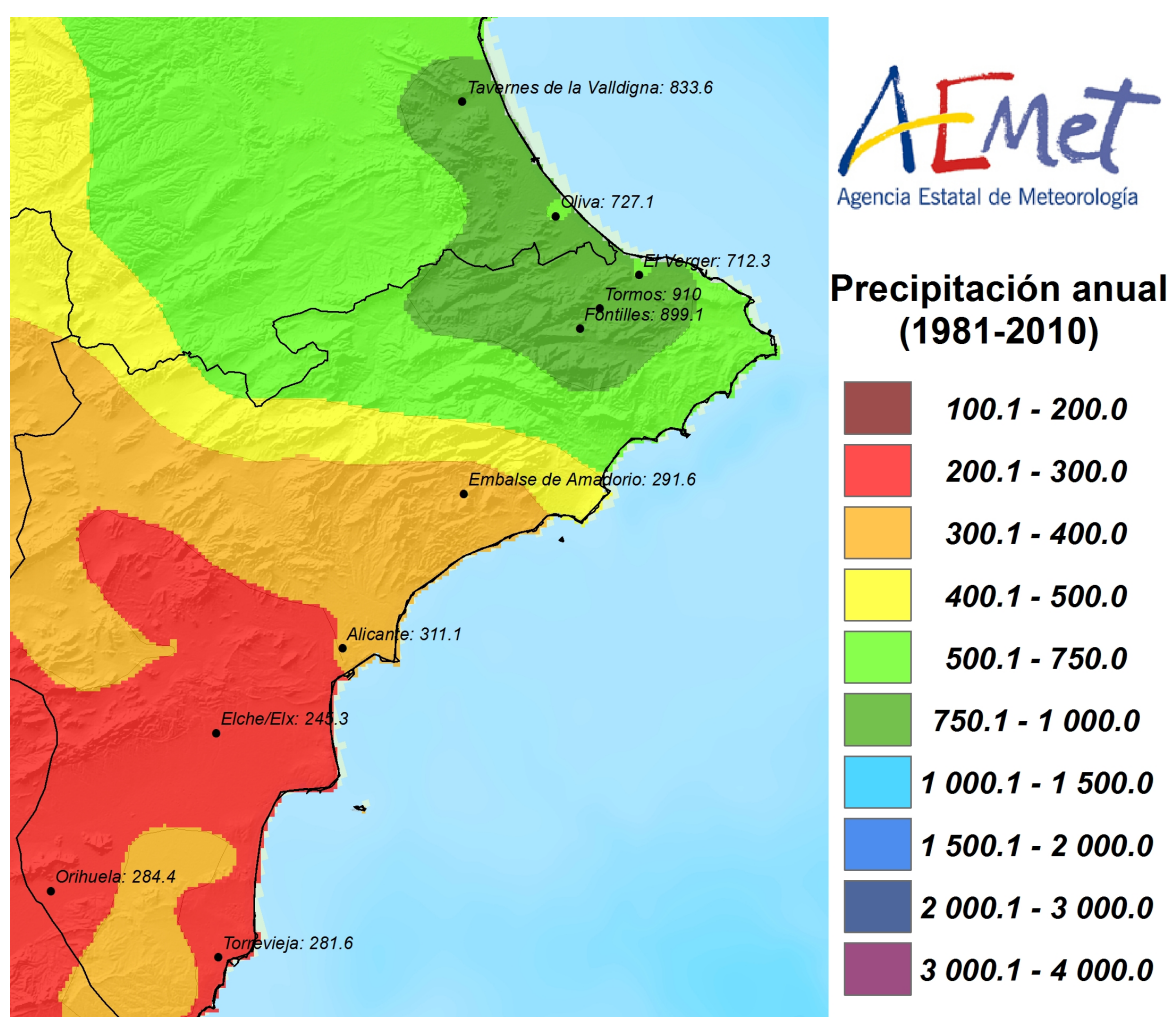 Tavernes de la Valldigna: 833.6
Oliva: 727.1
El Verger: 712.3
Tormos: 910
Fontilles: 899.1
Embalse de Amadorio: 291.6
Alicante: 311.1
Elche/Elx: 245.3
Orihuela: 284.4
Torrevieja: 281.6
AEMet
Agencia Estatal de Meteorología
Precipitación anual
(1981-2010)
100.1 - 200.0
200.1 - 300.0
300.1 - 400.0
400.1 - 500.0
500.1 - 750.0
750.1 - 1 000.0
1 000.1 - 1 500.0
1 500.1 - 2 000.0
2 000.1 - 3 000.0
3 000.1 - 4 000.0